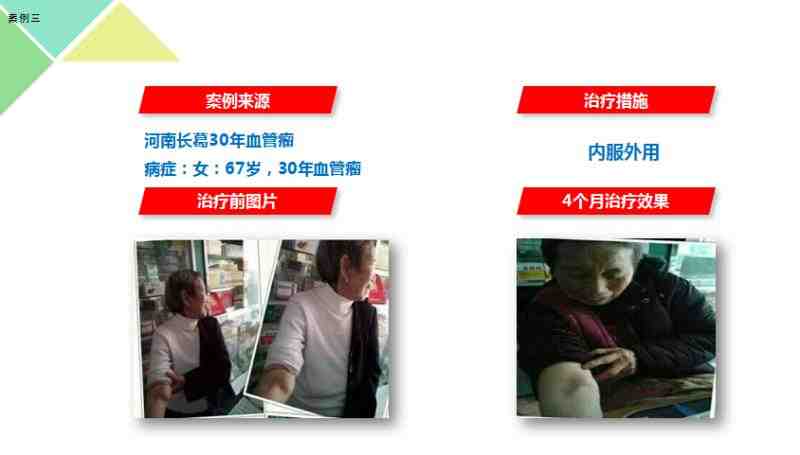 案例三
案例来源
河南长葛30年血管瘤
病症：女：67岁，30年血管瘤
治疗前图片
治疗措施
内服外用
4个月治疗效果